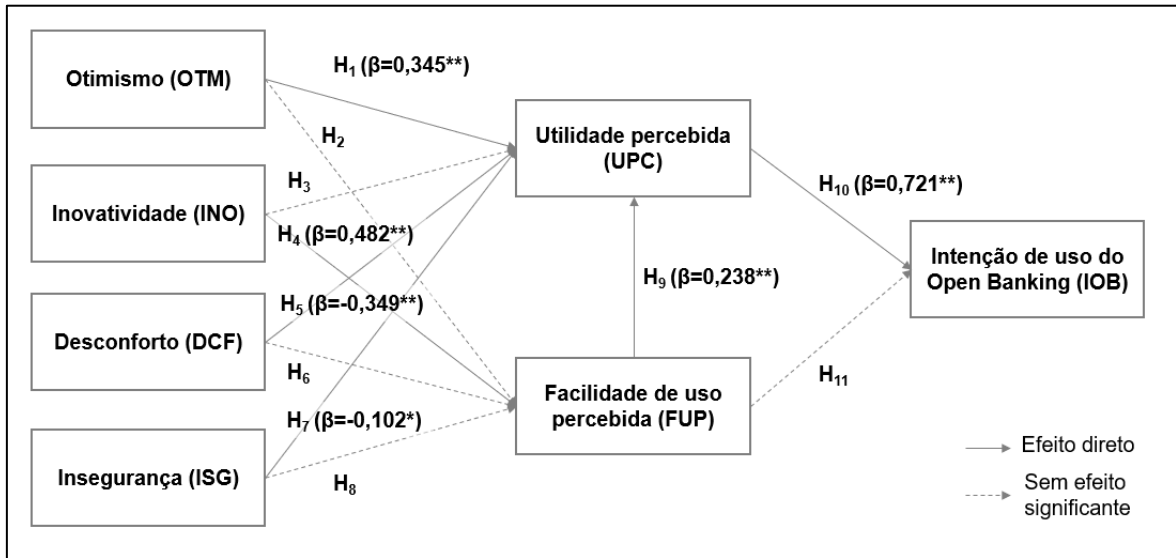 Otimismo (OTM)
H1 (β=0,345**)
H2
Utilidade percebida
(UPC)
Inovatividade (INO)
H3
H4 (β=0,482**)
H10 (β=0,721**)
Intenção de uso do
Open Banking (IOB)
H9 (β=0,238**)
Desconforto (DCF)
H5 (β=-0,349**)
H6
Facilidade de uso
percebida (FUP)
H11
Insegurança (ISG)
H7 (β=-0,102*)
H8
Efeito direto
Sem efeito
significante